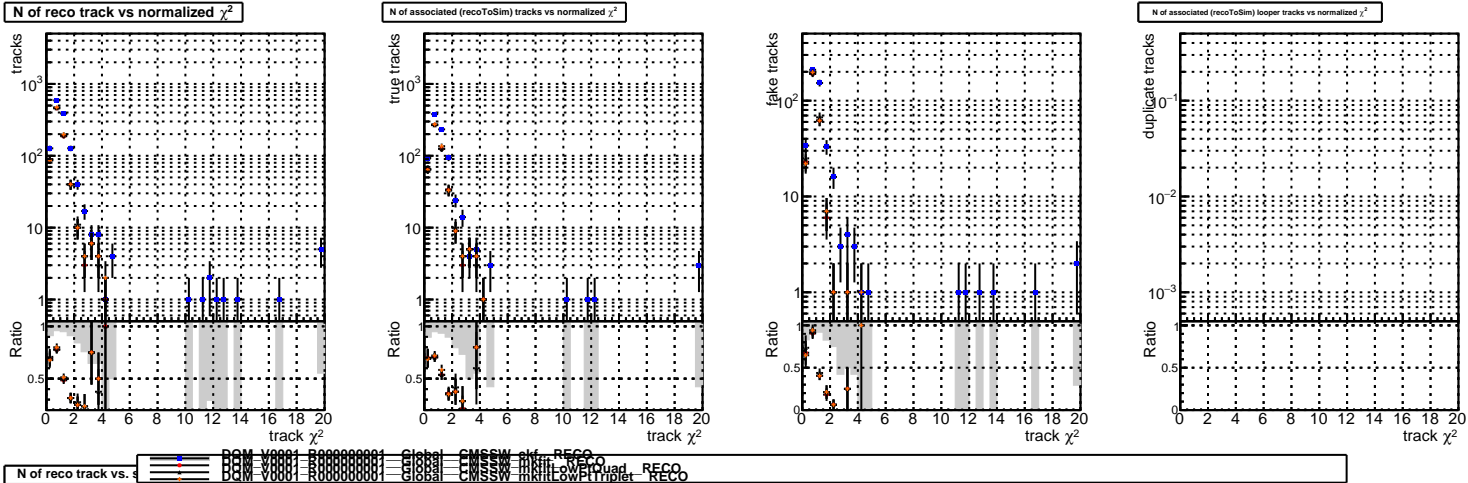 N of reco track vs normalized χ²
N of associated (recoToSim) tracks vs normalized χ²
N of associated (recoToSim) looper tracks vs normalized χ²
tracks
10³
10²
10
1
Ratio
1
0.5
0 2 4 6 8 10 12 14 16 18 20
track χ²
true tracks
10³
10²
10
1
Ratio
1
0.5
0 2 4 6 8 10 12 14 16 18 20
track χ²
fake tracks
10²
10
1
Ratio
1
0.5
0
0 2 4 6 8 10 12 14 16 18 20
track χ²
duplicate tracks
10⁻¹
10⁻²
10⁻³
Ratio
1
0.5
0
0 2 4 6 8 10 12 14 16 18 20
track χ²
DQM_V0001_R000000001__Global__CMSSW_ckf__RECO
DQM_V0001_R000000001__Global__CMSSW_mkfit__RECO
DQM_V0001_R000000001__Global__CMSSW_mkfitLowPtQuad__RECO
DQM_V0001_R000000001__Global__CMSSW_mkfitLowPtTriplet__RECO
N of reco track vs.